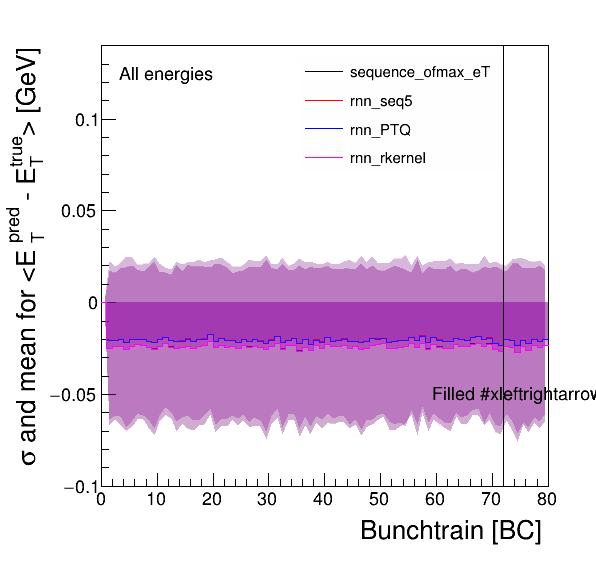 σ and mean for <E_T^pred - E_T^true> [GeV]
All energies
sequence_ofmax_eT
rnn_seq5
rnn_PTQ
rnn_rkernel
0.1
0.05
0
−0.05
−0.1
Filled #xleftrightarrow
0 10 20 30 40 50 60 70 80
Bunchtrain [BC]